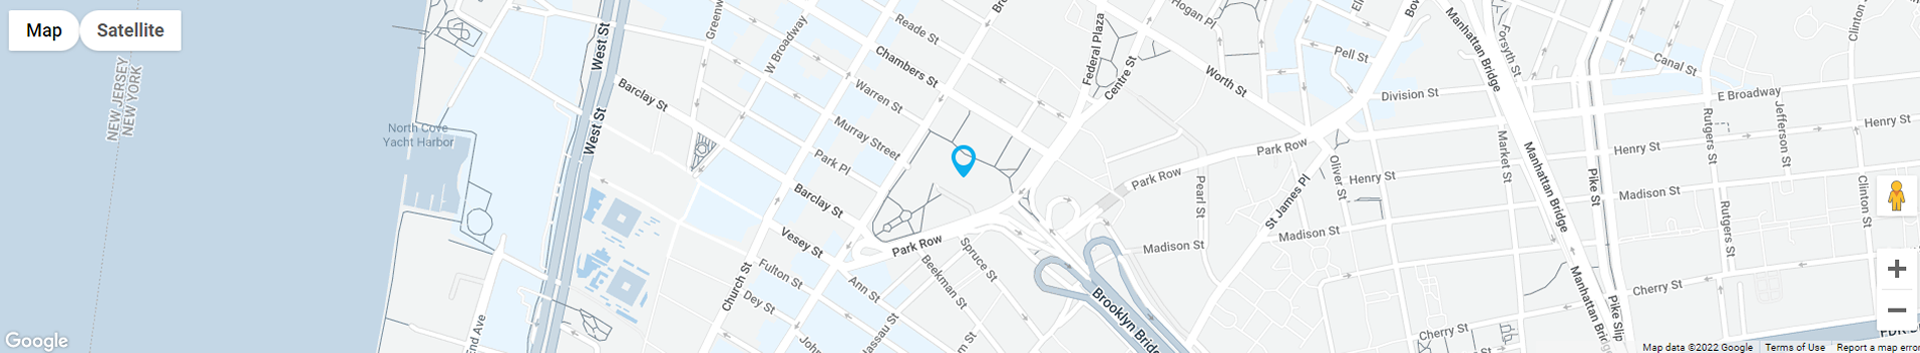 Map
Satellite
NEW JERSEY
NEW YORK
North Cove
Yacht Harbor
West St
West St
Barclay St
W Broadway
Reade St
Chambers St
Warren St
Murray Street
Park Pl
Barclay St
Vesey St
Church St
Fulton St
Dey St
Ann St
Beekman St
Spruce St
Park Row
Federal Plaza
Centre St
Hogan Pl
Worth St
Pell St
Division St
Park Row
Park Row
Pearl St
St James Pl
Oliver St
Madison St
Madison St
Henry St
Brooklyn Bridge
Manhattan Bridge
Manhattan Bridge
Forsyth St
Canal St
E Broadway
Henry St
Henry St
Market St
Pike St
Madison St
Rutgers St
Rutgers St
Jefferson St
Clinton St
Clinton St
Cherry St
Cherry St
Pike Slip
End Ave
Google
Map data ©2022 Google
Terms of Use
Report a map error